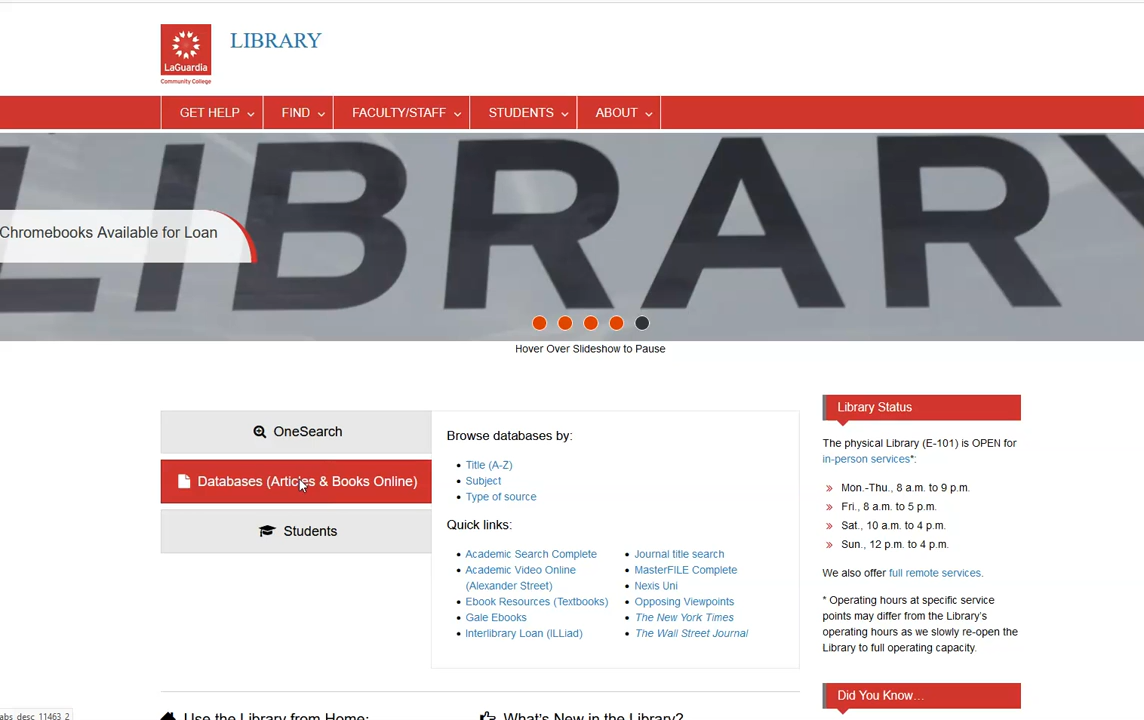 LaGuardia
Community College
LIBRARY
GET HELP
FIND
FACULTY/STAFF
STUDENTS
ABOUT
LIBRARY
Chromebooks Available for Loan
Hover Over Slideshow to Pause
OneSearch
Databases (Articles & Books Online)
Students
Browse databases by:
Title (A-Z)
Subject
Type of source
Quick links:
Academic Search Complete
Academic Video Online
(Alexander Street)
Ebook Resources (Textbooks)
Gale Ebooks
Interlibrary Loan (ILLiad)
Journal title search
MasterFILE Complete
Nexis Uni
Opposing Viewpoints
The New York Times
The Wall Street Journal
Library Status
The physical Library (E-101) is OPEN for
in-person services*:
Mon.-Thu., 8 a.m. to 9 p.m.
Fri., 8 a.m. to 5 p.m.
Sat., 10 a.m. to 4 p.m.
Sun., 12 p.m. to 4 p.m.
We also offer full remote services.
* Operating hours at specific service
points may differ from the Library's
operating hours as we slowly re-open the
Library to full operating capacity.
Did You Know…
Use the Library from Home:
What's New in the Library?
abs_desc_11463_2